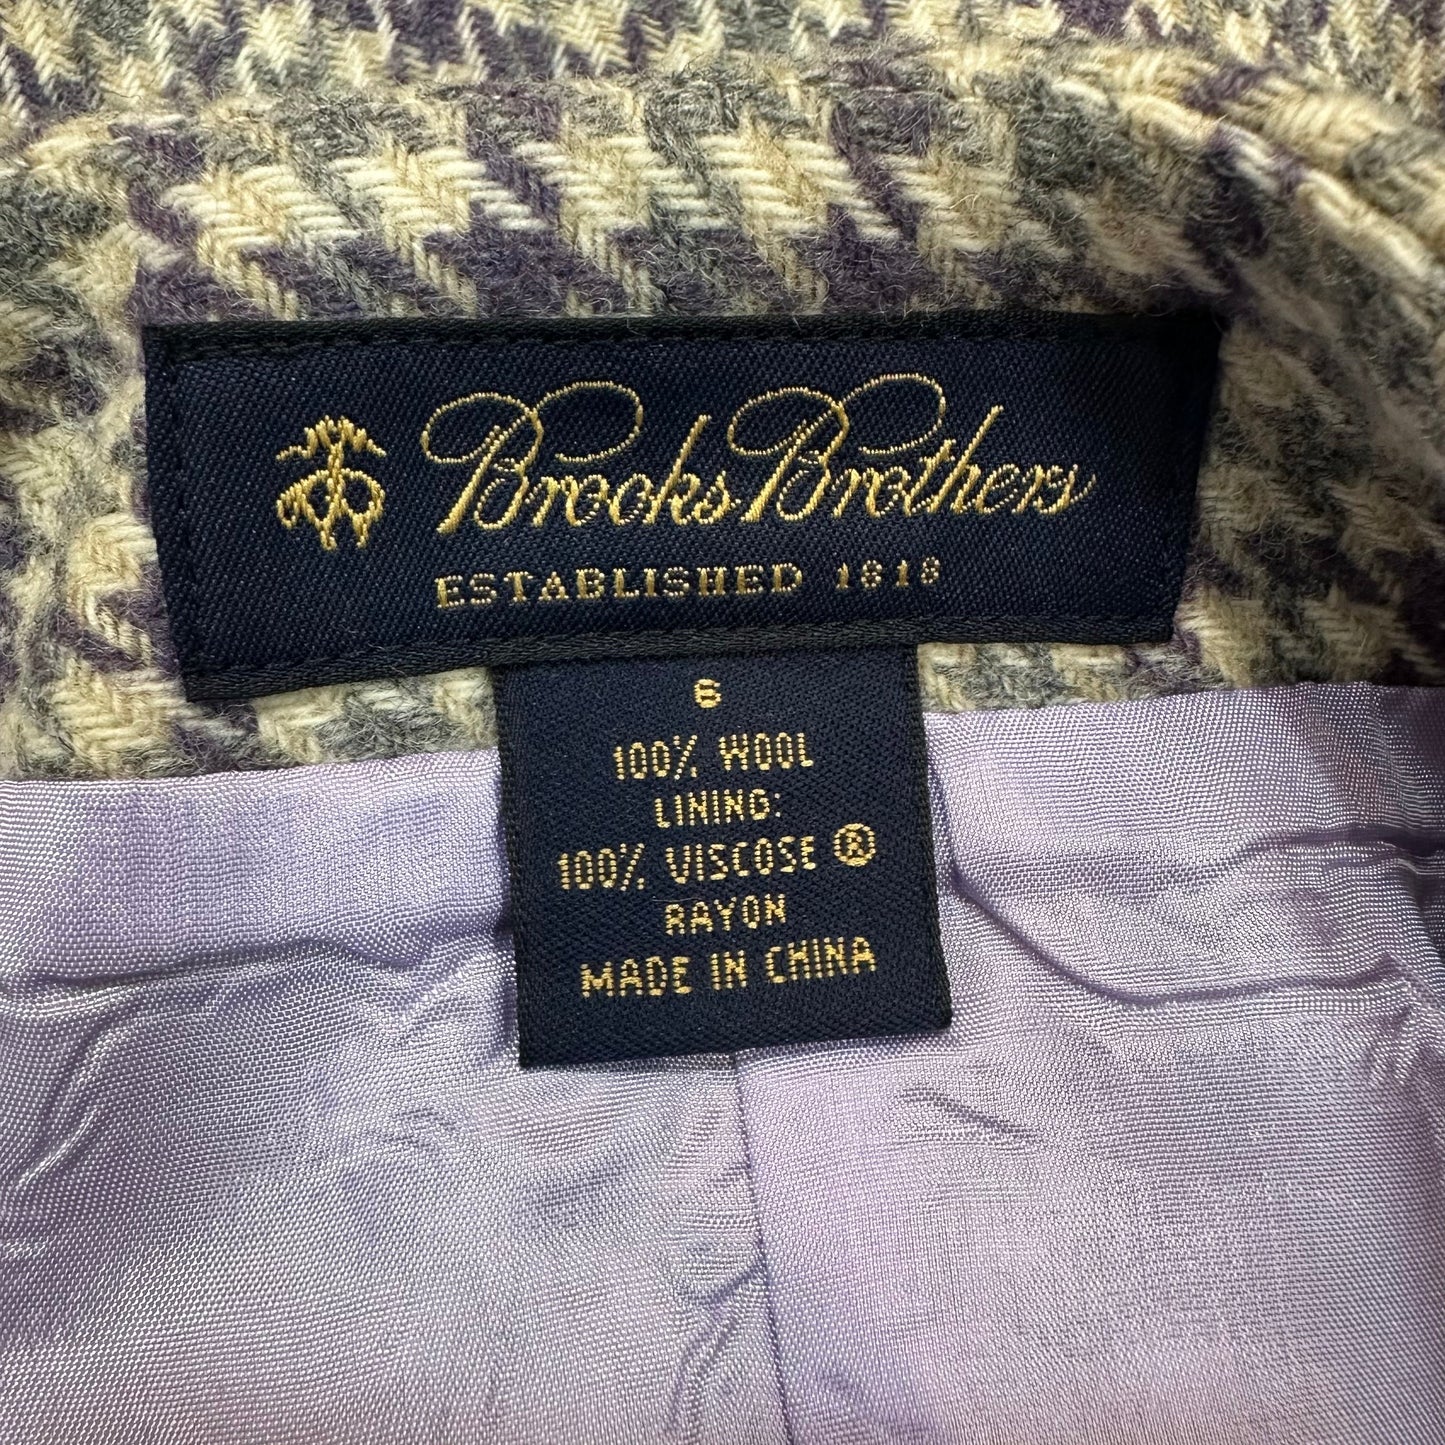 Brooks Brothers
ESTABLISHED 1818
6
100% WOOL
LINING:
100% VISCOSE ®
RAYON
MADE IN CHINA